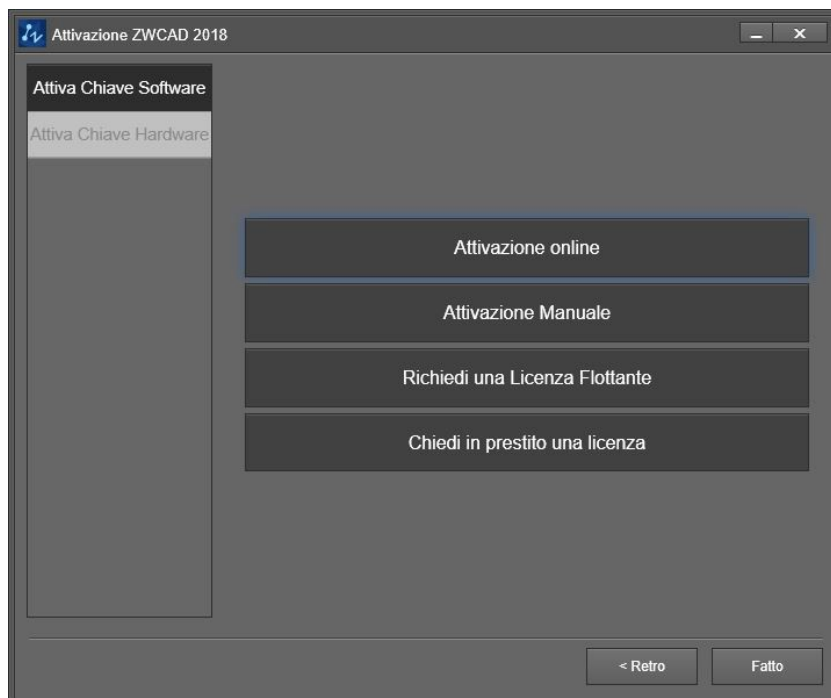 Attivazione ZWCAD 2018
Attiva Chiave Software
Attiva Chiave Hardware
Attivazione online
Attivazione Manuale
Richiedi una Licenza Flottante
Chiedi in prestito una licenza
< Retro
Fatto